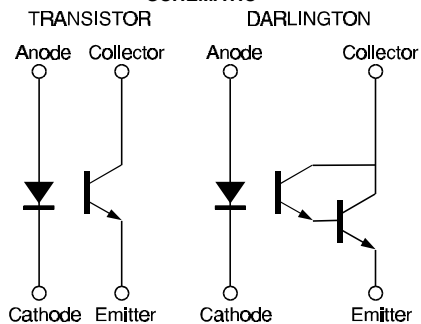 TRANSISTOR DARLINGTON
Anode Collector Anode Collector
Cathode Emitter Cathode Emitter